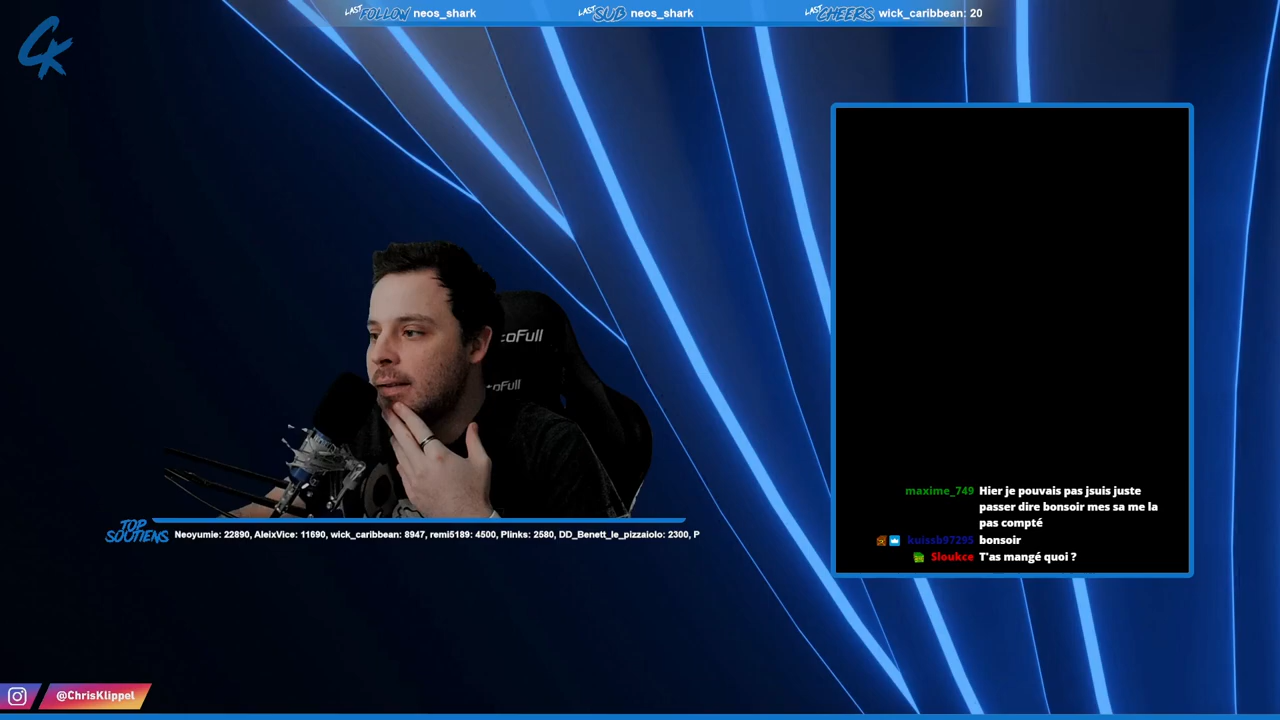 LAST FOLLOW neos_shark LAST SUB neos_shark LAST CHEERS wick_caribbean: 20
CK
coFull
toFull
maxime_749 Hier je pouvais pas jsuis juste
passer dire bonsoir mes sa me la
pas compté
kuissb97295 bonsoir
Sloukce T'as mangé quoi ?
TOP SOUTIENS Neoyumie: 22890, AleixVice: 11690, wick_caribbean: 8947, remi5189: 4500, Plinks: 2580, DD_Benett_le_pizzaiolo: 2300, P
@ChrisKlippel